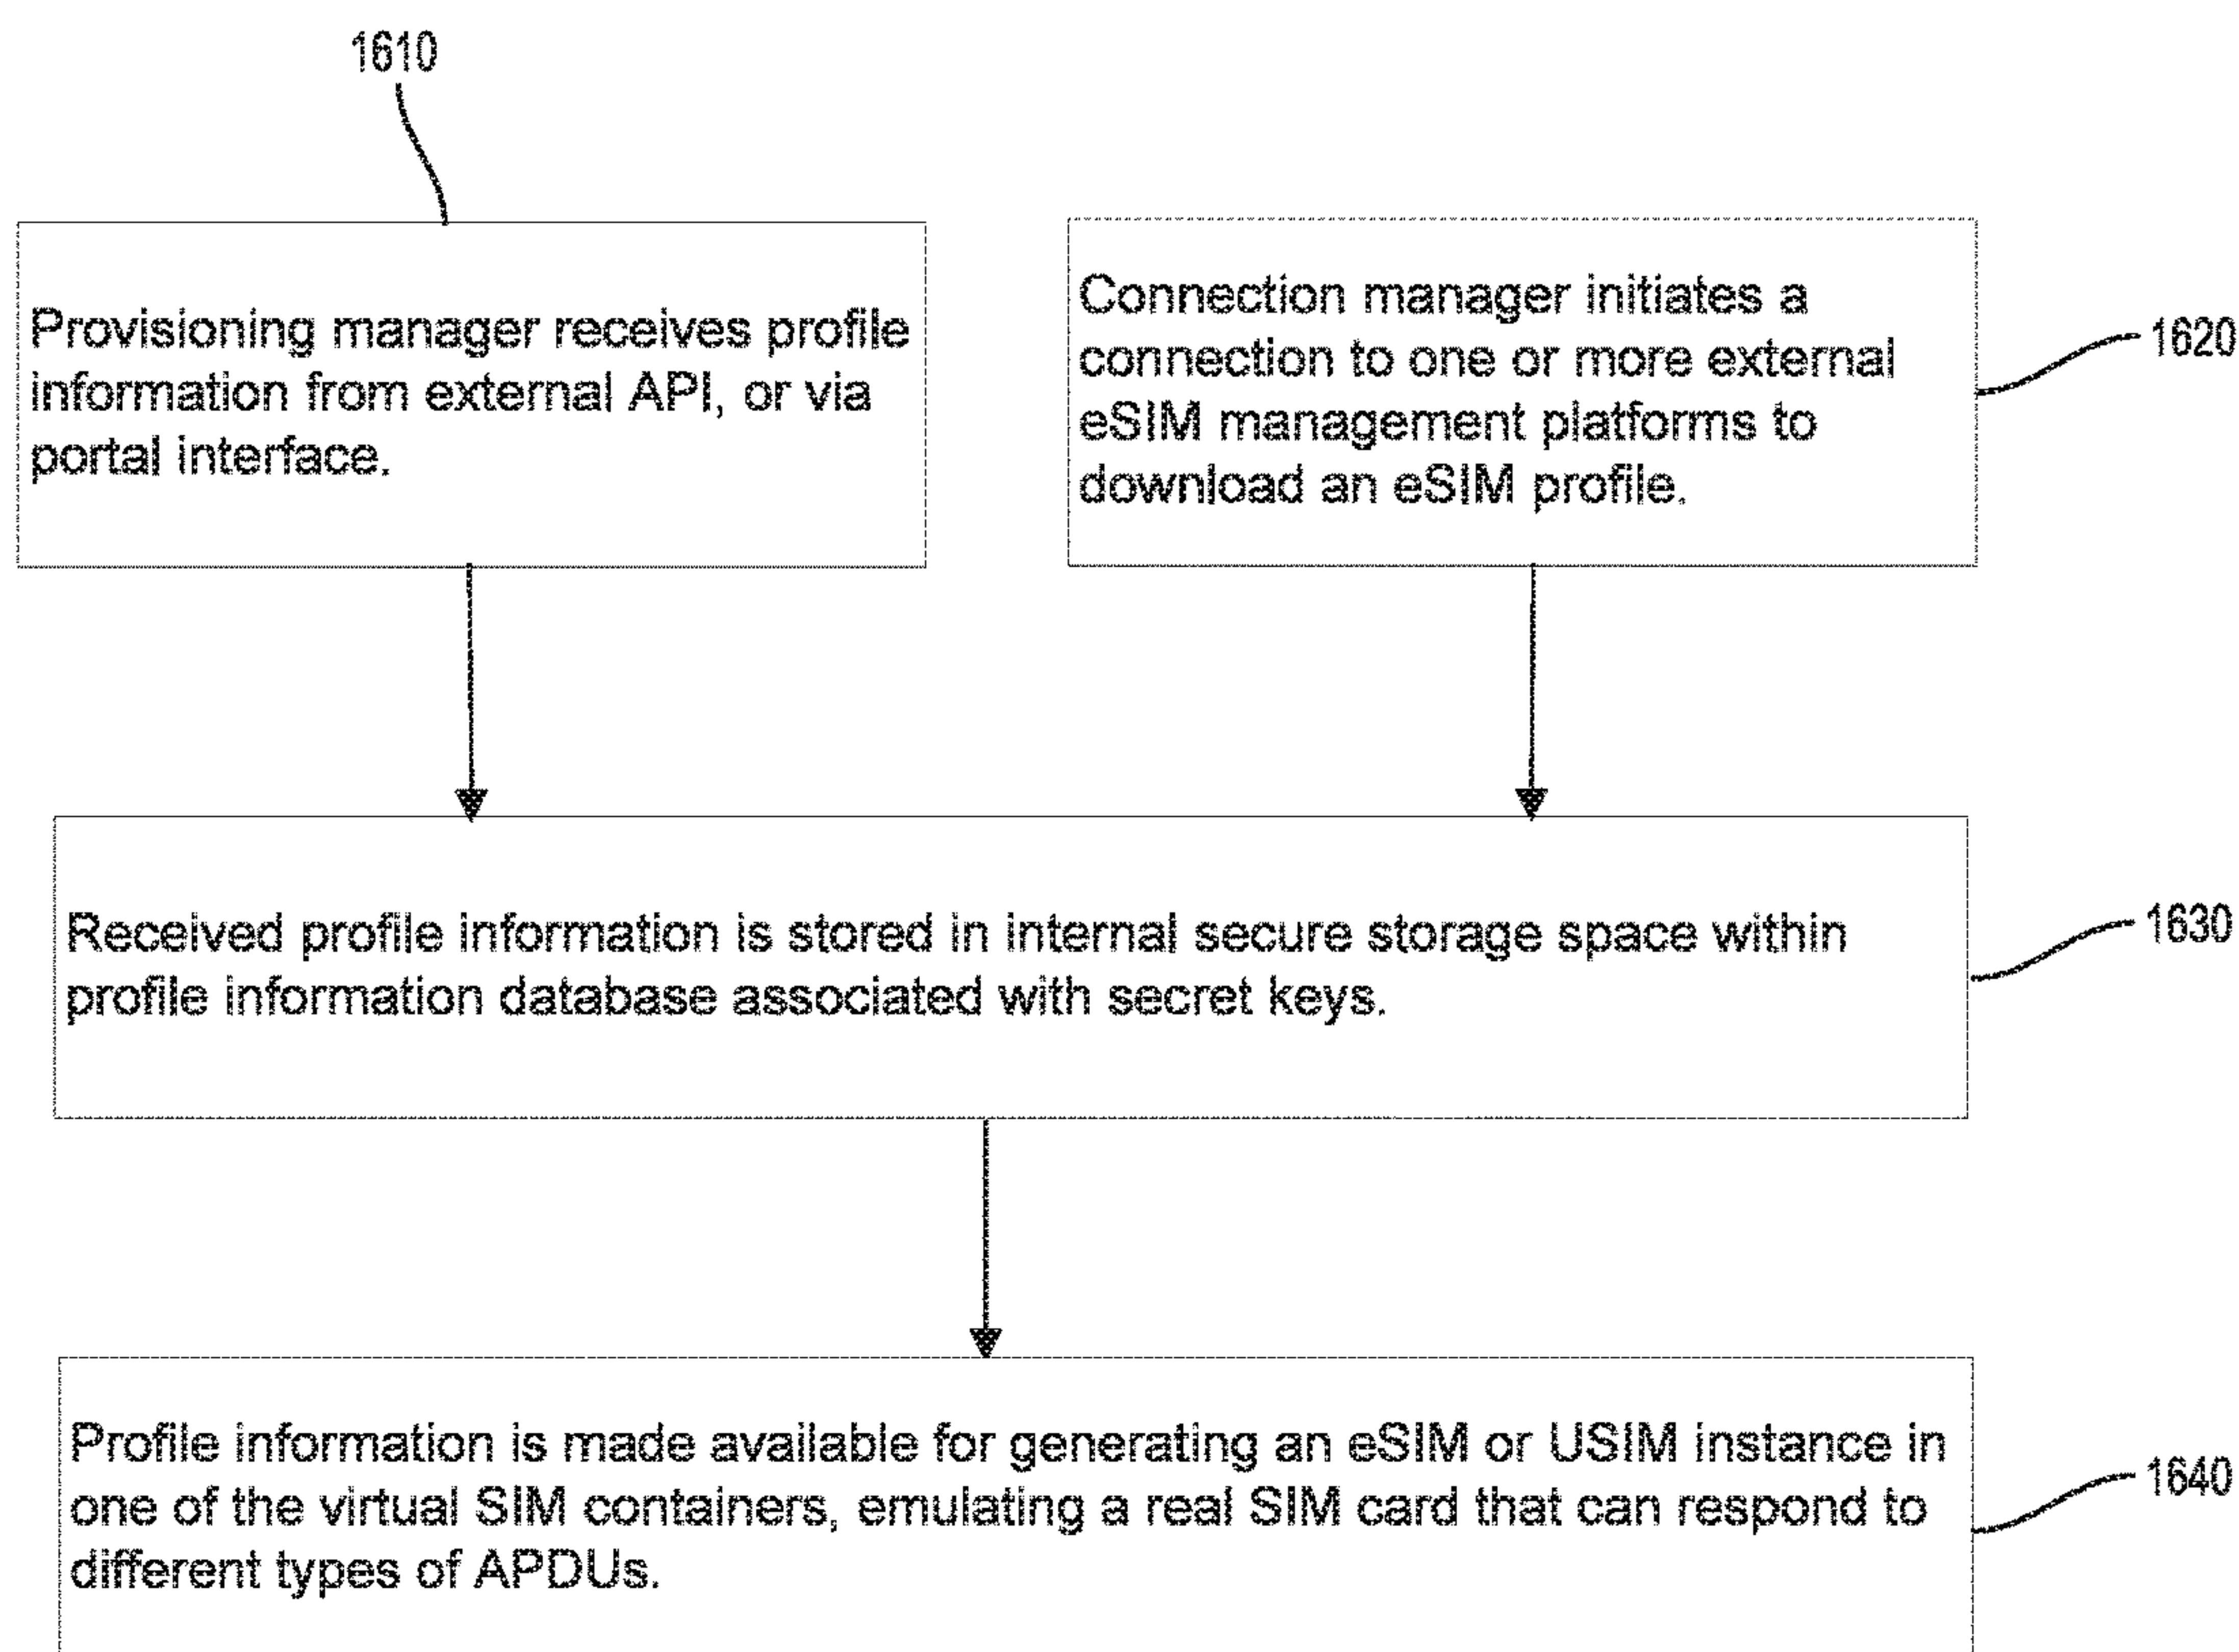 1610
Provisioning manager receives profile
information from external API, or via
portal interface.
Connection manager initiates a
connection to one or more external
eSIM management platforms to
download an eSIM profile.
1620
Received profile information is stored in internal secure storage space within
profile information database associated with secret keys.
1630
Profile information is made available for generating an eSIM or USIM instance in
one of the virtual SIM containers, emulating a real SIM card that can respond to
different types of APDUs.
1640